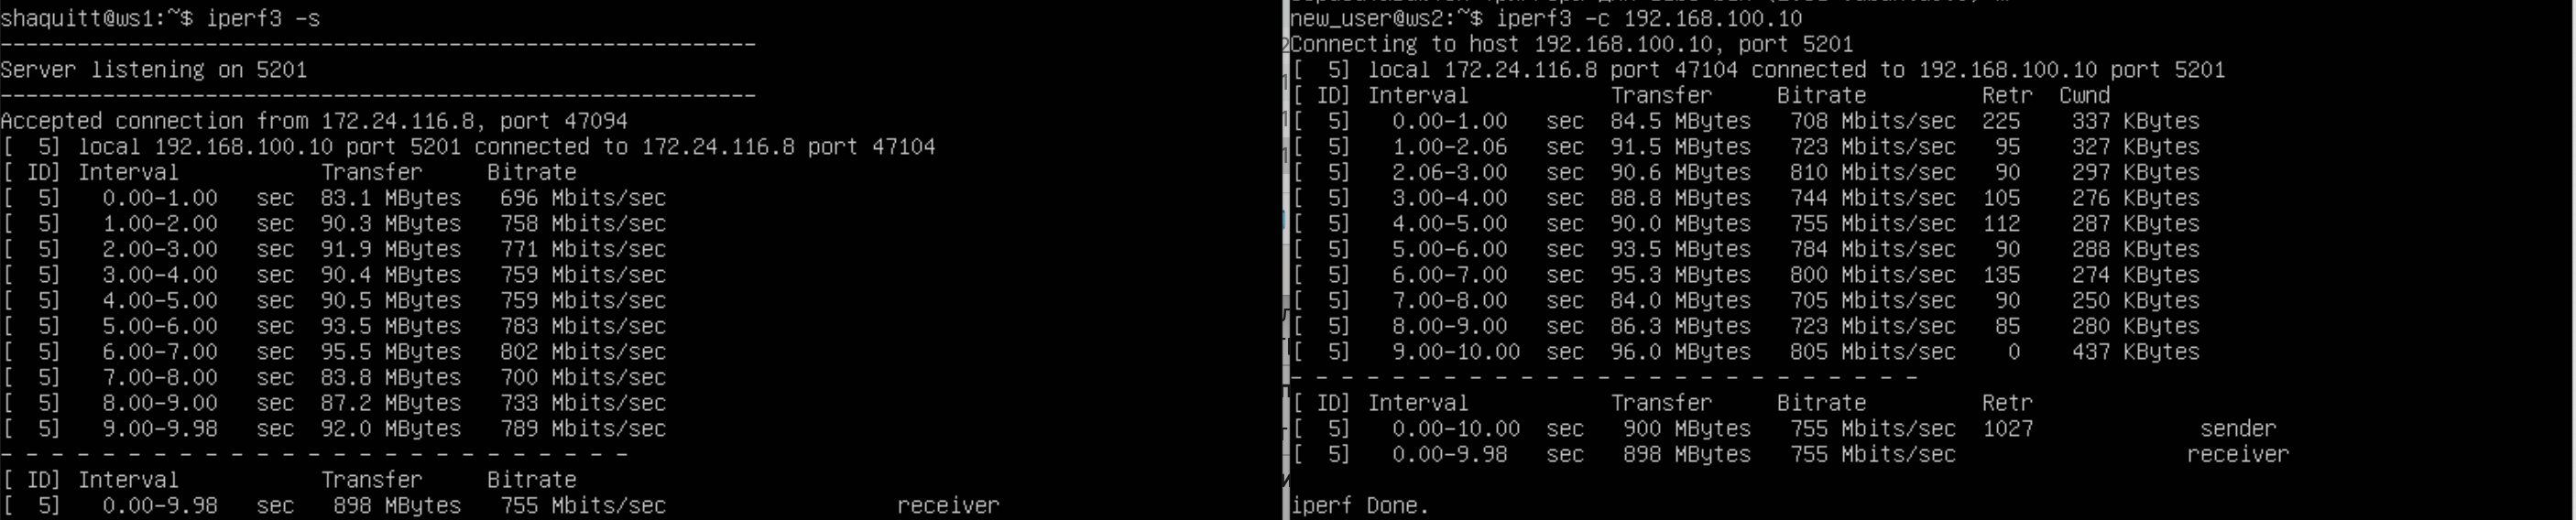 shaquitt@ws1:~$ iperf3 -s
-----------------------------------------------------------
Server listening on 5201
-----------------------------------------------------------
Accepted connection from 172.24.116.8, port 47094
[  5] local 192.168.100.10 port 5201 connected to 172.24.116.8 port 47104
[ ID] Interval           Transfer     Bitrate
[  5]   0.00-1.00   sec  83.1 MBytes   696 Mbits/sec
[  5]   1.00-2.00   sec  90.3 MBytes   758 Mbits/sec
[  5]   2.00-3.00   sec  91.9 MBytes   771 Mbits/sec
[  5]   3.00-4.00   sec  90.4 MBytes   759 Mbits/sec
[  5]   4.00-5.00   sec  90.5 MBytes   759 Mbits/sec
[  5]   5.00-6.00   sec  93.5 MBytes   783 Mbits/sec
[  5]   6.00-7.00   sec  95.5 MBytes   802 Mbits/sec
[  5]   7.00-8.00   sec  83.8 MBytes   700 Mbits/sec
[  5]   8.00-9.00   sec  87.2 MBytes   733 Mbits/sec
[  5]   9.00-9.98   sec  92.0 MBytes   789 Mbits/sec
- - - - - - - - - - - - - - - - - - - - - - - - -
[ ID] Interval           Transfer     Bitrate
[  5]   0.00-9.98   sec   898 MBytes   755 Mbits/sec                  receiver
new_user@ws2:~$ iperf3 -c 192.168.100.10
Connecting to host 192.168.100.10, port 5201
[  5] local 172.24.116.8 port 47104 connected to 192.168.100.10 port 5201
[ ID] Interval           Transfer     Bitrate         Retr  Cwnd
[  5]   0.00-1.00   sec  84.5 MBytes   708 Mbits/sec  225    337 KBytes
[  5]   1.00-2.06   sec  91.5 MBytes   723 Mbits/sec   95    327 KBytes
[  5]   2.06-3.00   sec  90.6 MBytes   810 Mbits/sec   90    297 KBytes
[  5]   3.00-4.00   sec  88.8 MBytes   744 Mbits/sec  105    276 KBytes
[  5]   4.00-5.00   sec  90.0 MBytes   755 Mbits/sec  112    287 KBytes
[  5]   5.00-6.00   sec  93.5 MBytes   784 Mbits/sec   90    288 KBytes
[  5]   6.00-7.00   sec  95.3 MBytes   800 Mbits/sec  135    274 KBytes
[  5]   7.00-8.00   sec  84.0 MBytes   705 Mbits/sec   90    250 KBytes
[  5]   8.00-9.00   sec  86.3 MBytes   723 Mbits/sec   85    280 KBytes
[  5]   9.00-10.00  sec  96.0 MBytes   805 Mbits/sec    0    437 KBytes
- - - - - - - - - - - - - - - - - - - - - - - - -
[ ID] Interval           Transfer     Bitrate         Retr
[  5]   0.00-10.00  sec   900 MBytes   755 Mbits/sec  1027             sender
[  5]   0.00-9.98   sec   898 MBytes   755 Mbits/sec                  receiver
iperf Done.